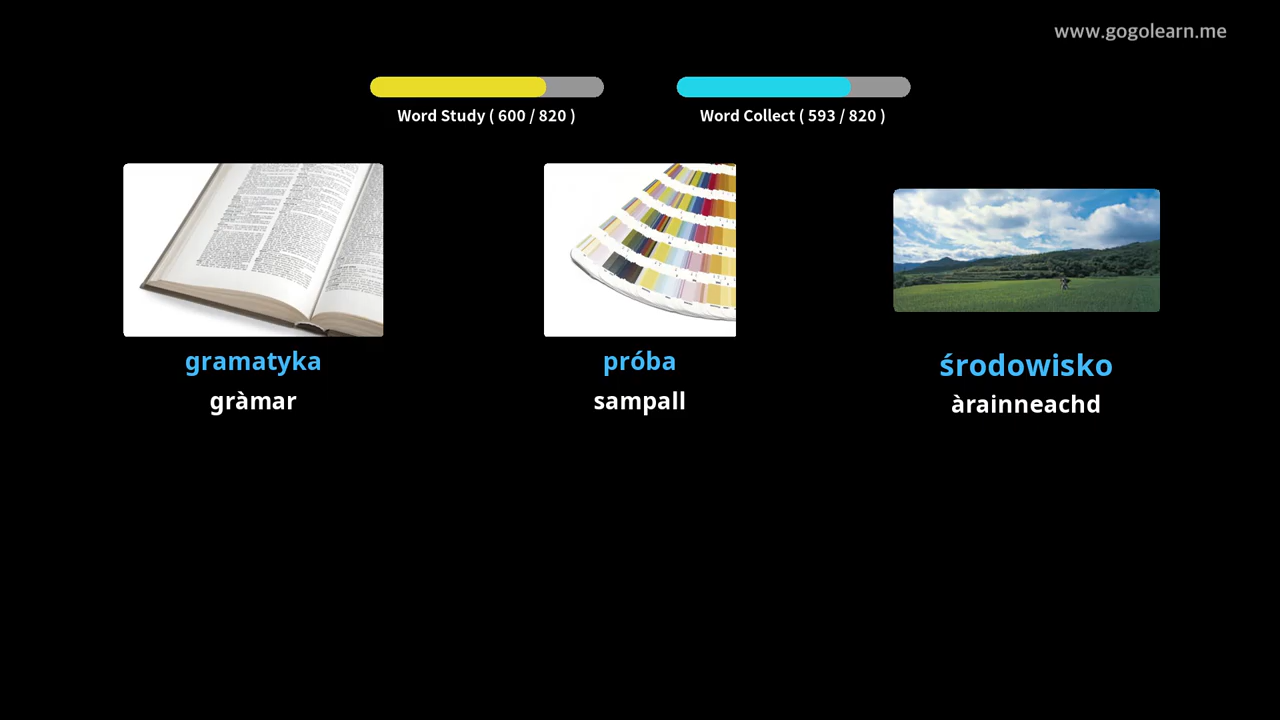 www.gogolearn.me
Word Study ( 600 / 820 )
Word Collect ( 593 / 820 )
gramatyka
gràmar
próba
sampall
środowisko
àrainneachd